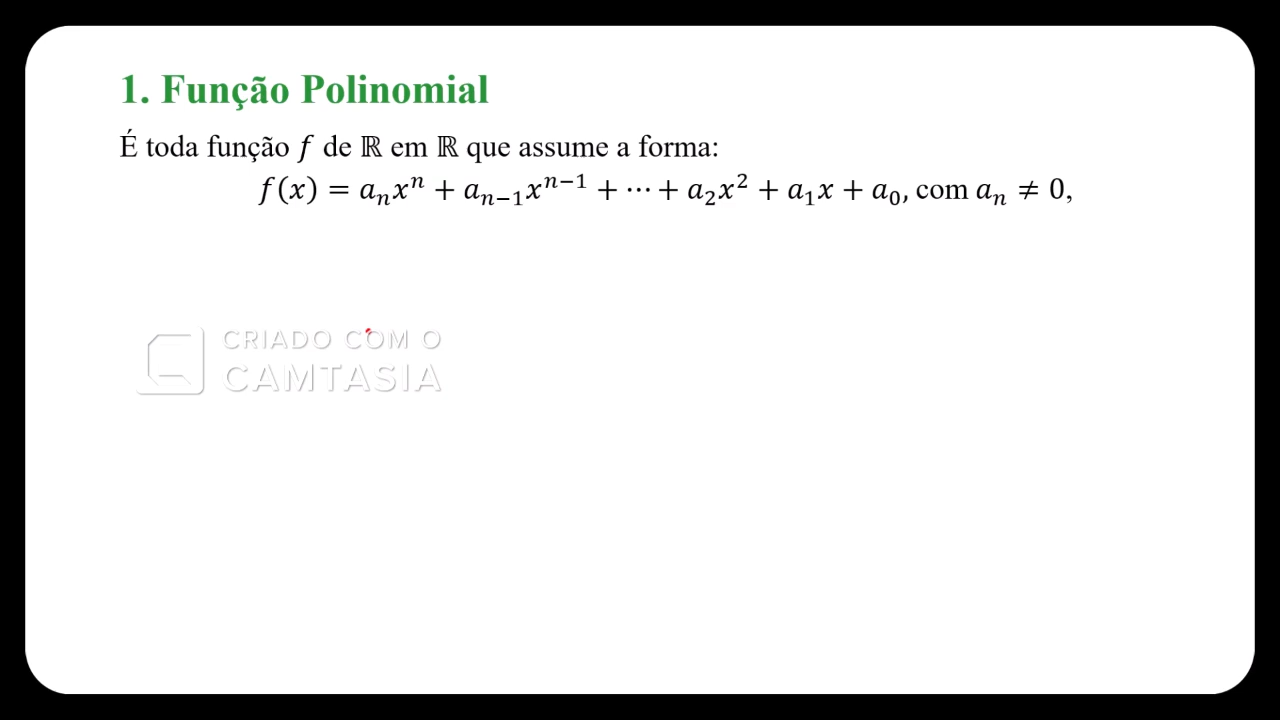 1. Função Polinomial
É toda função 𝑓 de ℝ em ℝ que assume a forma:
𝑓(𝑥) = 𝑎ₙ𝑥ⁿ + 𝑎ₙ₋₁𝑥ⁿ⁻¹ + ⋯ + 𝑎₂𝑥² + 𝑎₁𝑥 + 𝑎₀, com 𝑎ₙ ≠ 0,
CRIADO COM O
CAMTASIA